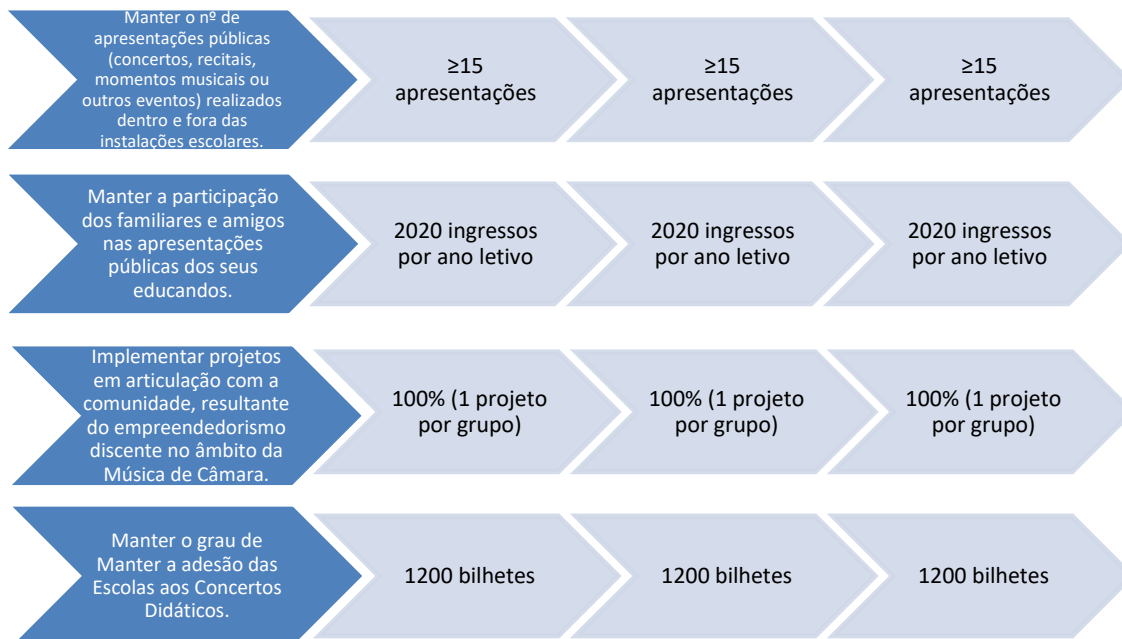 Manter o nº de
apresentações públicas
(concertos, recitais,
momentos musicais ou
outros eventos) realizados
dentro e fora das
instalações escolares.
≥15
apresentações
≥15
apresentações
≥15
apresentações
Manter a participação
dos familiares e amigos
nas apresentações
públicas dos seus
educandos.
2020 ingressos
por ano letivo
2020 ingressos
por ano letivo
2020 ingressos
por ano letivo
Implementar projetos
em articulação com a
comunidade, resultante
do empreendedorismo
discente no âmbito da
Música de Câmara.
100% (1 projeto
por grupo)
100% (1 projeto
por grupo)
100% (1 projeto
por grupo)
Manter o grau de
Manter a adesão das
Escolas aos Concertos
Didáticos.
1200 bilhetes
1200 bilhetes
1200 bilhetes